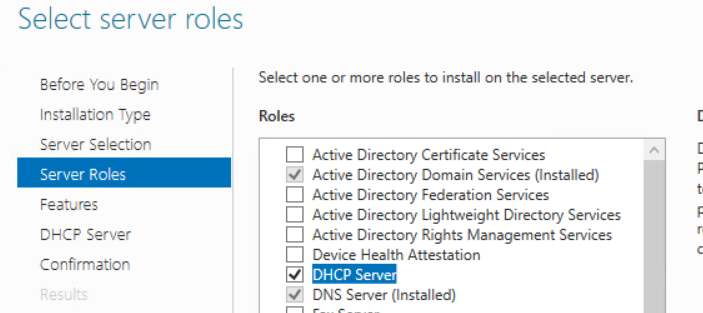 Select server roles
Before You Begin
Installation Type
Server Selection
Server Roles
Features
DHCP Server
Confirmation
Results
Select one or more roles to install on the selected server.
Roles
Active Directory Certificate Services
Active Directory Domain Services (Installed)
Active Directory Federation Services
Active Directory Lightweight Directory Services
Active Directory Rights Management Services
Device Health Attestation
DHCP Server
DNS Server (Installed)
Fax Server